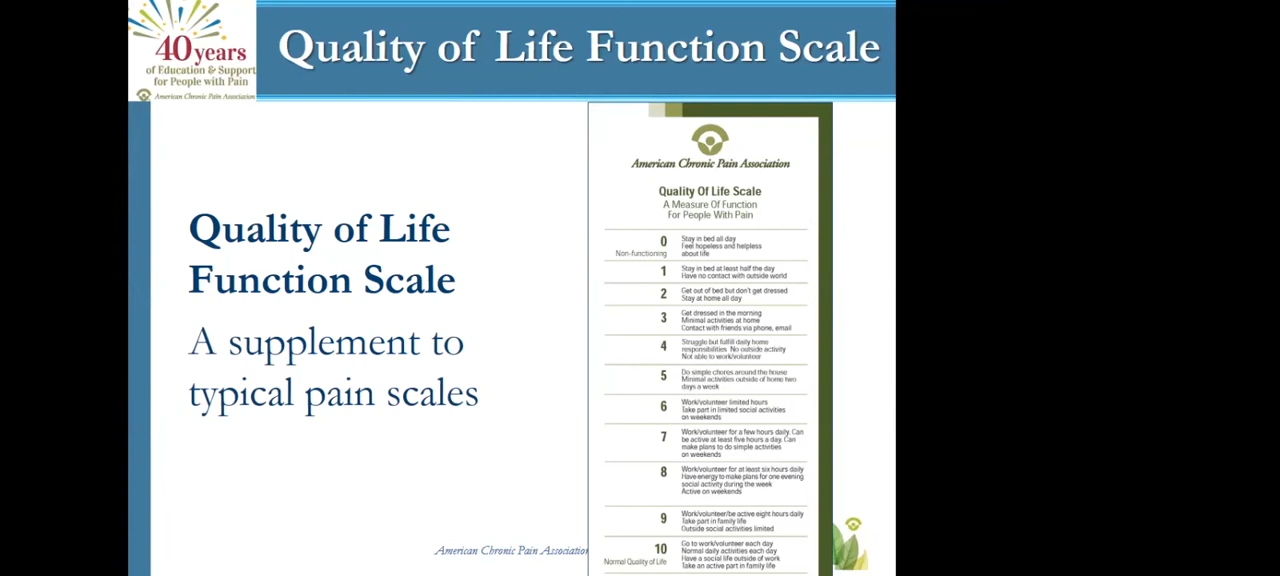 40 years
of Education & Support
for People with Pain
American Chronic Pain Association
Quality of Life Function Scale
Quality of Life
Function Scale
A supplement to
typical pain scales
American Chronic Pain Association
American Chronic Pain Association
Quality Of Life Scale
A Measure Of Function
For People With Pain
0
Non-functioning
Stay in bed all day
Feel hopeless and helpless
about life
1
Stay in bed at least half the day
Have no contact with outside world
2
Get out of bed but don't get dressed
Stay at home all day
3
Get dressed in the morning
Minimal activities at home
Contact with friends via phone, email
4
Struggle but fulfill daily home
responsibilities No outside activity
Not able to work/volunteer
5
Do simple chores around the house
Minimal activities outside of home two
days a week
6
Work/volunteer limited hours
Take part in limited social activities
on weekends
7
Work/volunteer for a few hours daily. Can
be active at least five hours a day. Can
make plans to do simple activities
on weekends
8
Work/volunteer for at least six hours daily
Have energy to make plans for one evening
social activity during the week
Active on weekends
9
Work/volunteer/be active eight hours daily
Take part in family life
Outside social activities limited
10
Normal Quality of Life
Go to work/volunteer each day
Normal daily activities each day
Have a social life outside of work
Take an active part in family life